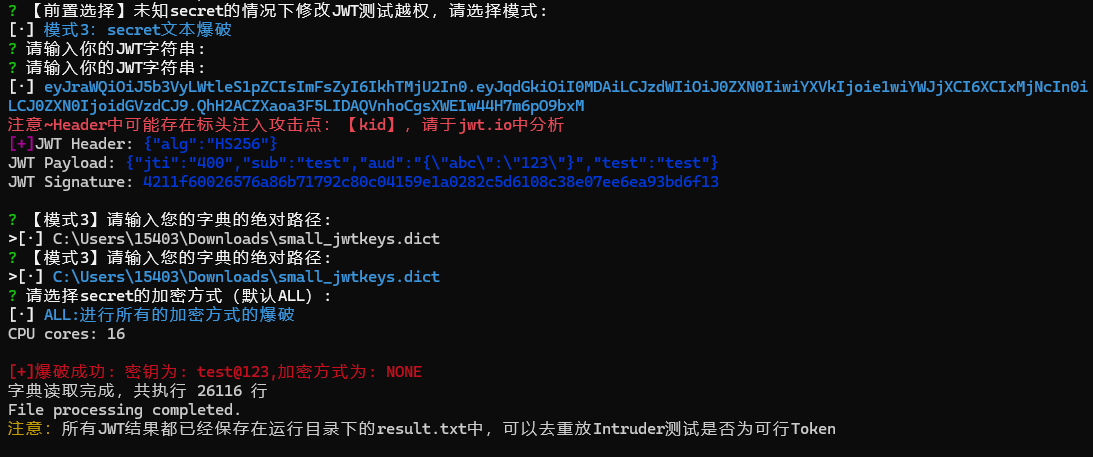 ? 【前置选择】未知secret的情况下修改JWT测试越权，请选择模式:
[·] 模式3: secret文本爆破
? 请输入你的JWT字符串:
? 请输入你的JWT字符串:
[·] eyJraWQiOiJ5b3VyLWtleS1pZCIsImFsZyI6IkhTMjU2In0.eyJqdGkiOiI0MDAiLCJzdWIiOiJ0ZXN0IiwiYXVkIjoie1wiYWJjXCI6XCIxMjNcIn0i
LCJ0ZXN0IjoidGVzdCJ9.QhH2ACZXaoa3F5LIDAQVnhoCgsXWEIw44H7m6pO9bxM
注意~Header中可能存在标头注入攻击点: 【kid】, 请于jwt.io中分析
[+]JWT Header: {"alg":"HS256"}
JWT Payload: {"jti":"400","sub":"test","aud":"{\"abc\":\"123\"}","test":"test"}
JWT Signature: 4211f60026576a86b71792c80c04159e1a0282c5d6108c38e07ee6ea93bd6f13
? 【模式3】请输入您的字典的绝对路径:
>[·] C:\Users\15403\Downloads\small_jwtkeys.dict
? 【模式3】请输入您的字典的绝对路径:
>[·] C:\Users\15403\Downloads\small_jwtkeys.dict
? 请选择secret的加密方式（默认ALL）:
[·] ALL:进行所有的加密方式的爆破
CPU cores: 16
[+]爆破成功: 密钥为: test@123,加密方式为: NONE
字典读取完成，共执行 26116 行
File processing completed.
注意: 所有JWT结果都已经保存在运行目录下的result.txt中，可以去重放Intruder测试是否为可行Token